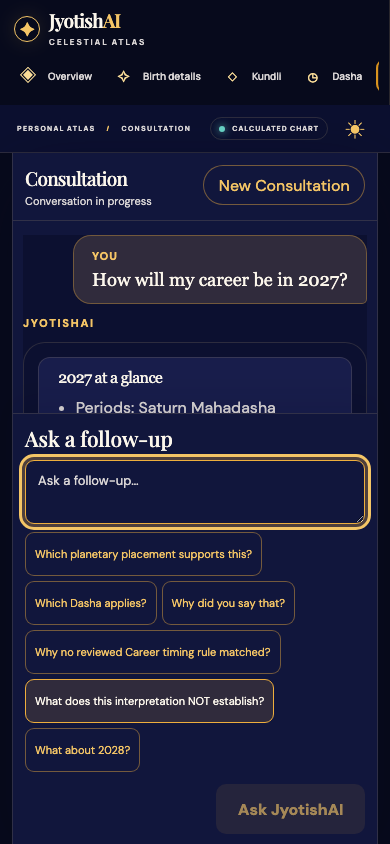 JyotishAI
CELESTIAL ATLAS
Overview
Birth details
Kundli
Dasha
PERSONAL ATLAS / CONSULTATION
CALCULATED CHART
Consultation
Conversation in progress
New Consultation
YOU
How will my career be in 2027?
JYOTISHAI
2027 at a glance
• Periods: Saturn Mahadasha
Ask a follow-up
Ask a follow-up...
Which planetary placement supports this?
Which Dasha applies?
Why did you say that?
Why no reviewed Career timing rule matched?
What does this interpretation NOT establish?
What about 2028?
Ask JyotishAI